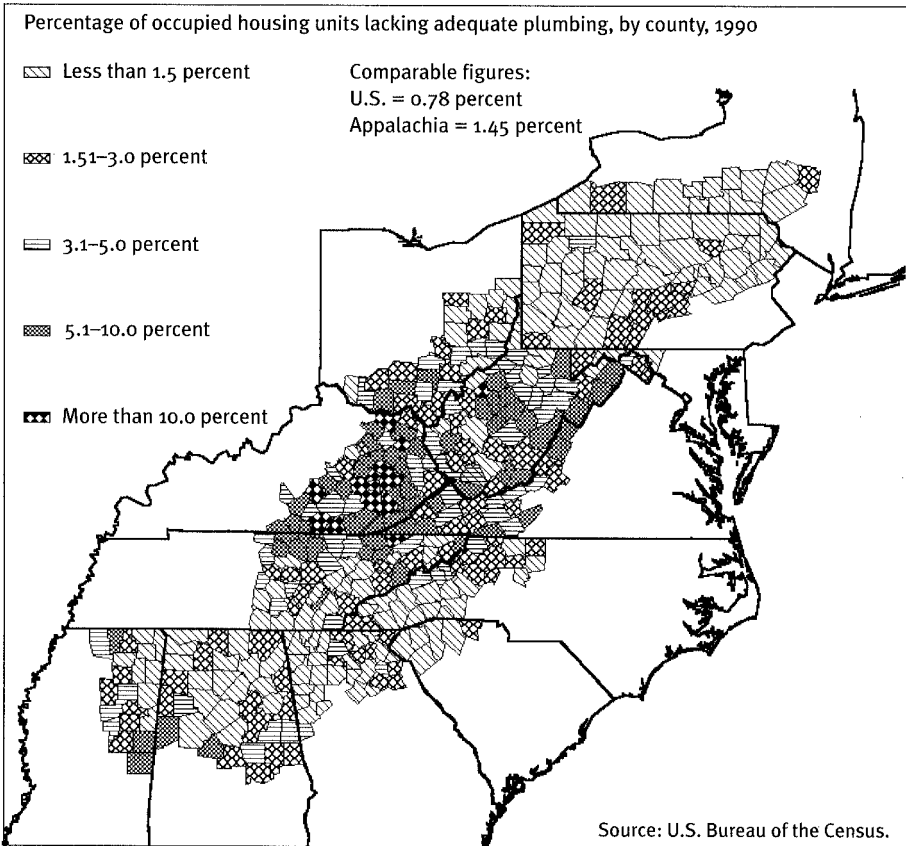 Percentage of occupied housing units lacking adequate plumbing, by county, 1990
Less than 1.5 percent
1.51–3.0 percent
3.1–5.0 percent
5.1–10.0 percent
More than 10.0 percent
Comparable figures:
U.S. = 0.78 percent
Appalachia = 1.45 percent
Source: U.S. Bureau of the Census.